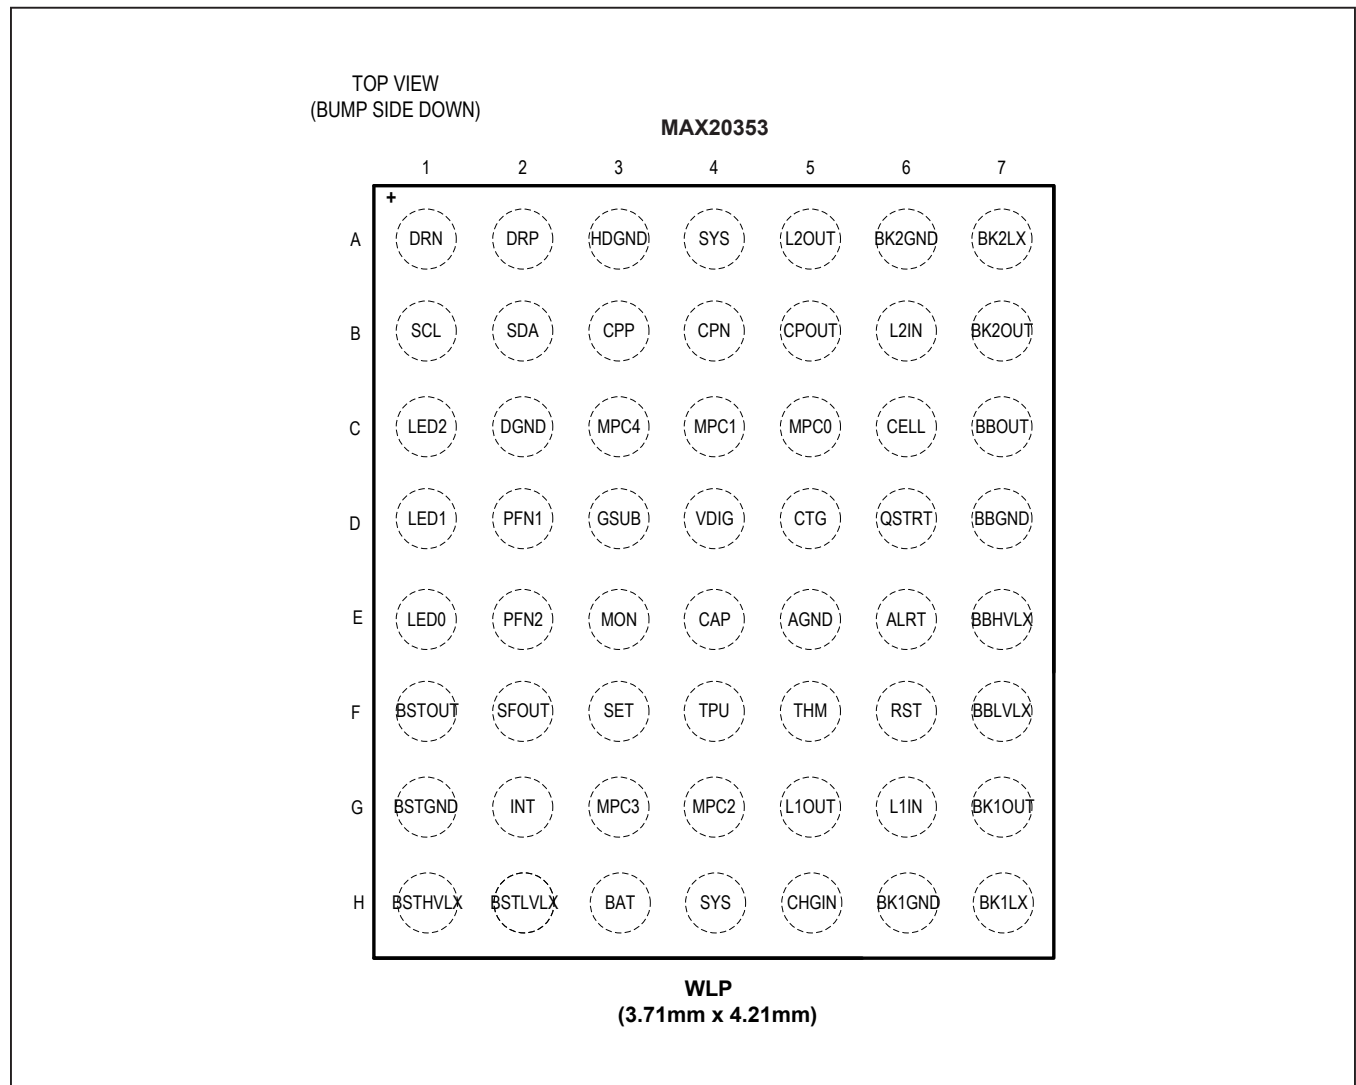 TOP VIEW
(BUMP SIDE DOWN)
MAX20353
1 2 3 4 5 6 7
+
A DRN DRP HDGND SYS L2OUT BK2GND BK2LX
B SCL SDA CPP CPN CPOUT L2IN BK2OUT
C LED2 DGND MPC4 MPC1 MPC0 CELL BBOUT
D LED1 PFN1 GSUB VDIG CTG QSTRT BBGND
E LED0 PFN2 MON CAP AGND ALRT BBHVLX
F BSTOUT SFOUT SET TPU THM RST BBLVLX
G BSTGND INT MPC3 MPC2 L1OUT L1IN BK1OUT
H BSTHVLX BSTLVLX BAT SYS CHGIN BK1GND BK1LX
WLP
(3.71mm x 4.21mm)